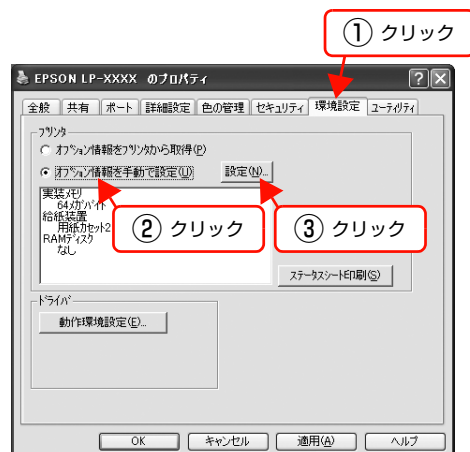 ① クリック
EPSON LP-XXXX のプロパティ
全般 共有 ポート 詳細設定 色の管理 セキュリティ 環境設定 ユーティリティ
プリンタ
オプション情報をプリンタから取得(P)
オプション情報を手動で設定(U) 設定(N)...
実装メモリ
64メガバイト
給紙装置
用紙カセット2
RAMディスク
なし
② クリック ③ クリック
ステータスシート印刷(S)
ドライバ
動作環境設定(E)...
OK キャンセル 適用(A) ヘルプ